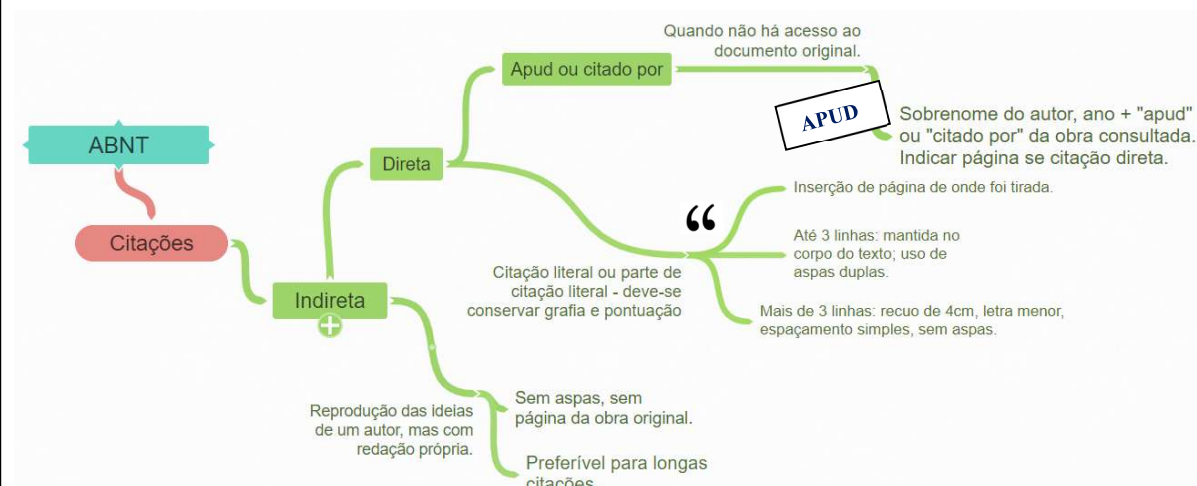 ABNT
Citações
Indireta
Direta
Apud ou citado por
Quando não há acesso ao
documento original.
APUD
Sobrenome do autor, ano + "apud"
ou "citado por" da obra consultada.
Indicar página se citação direta.
“
Citação literal ou parte de
citação literal - deve-se
conservar grafia e pontuação
Inserção de página de onde foi tirada.
Até 3 linhas: mantida no
corpo do texto; uso de
aspas duplas.
Mais de 3 linhas: recuo de 4cm, letra menor,
espaçamento simples, sem aspas.
Reprodução das ideias
de um autor, mas com
redação própria.
Sem aspas, sem
página da obra original.
Preferível para longas
citações